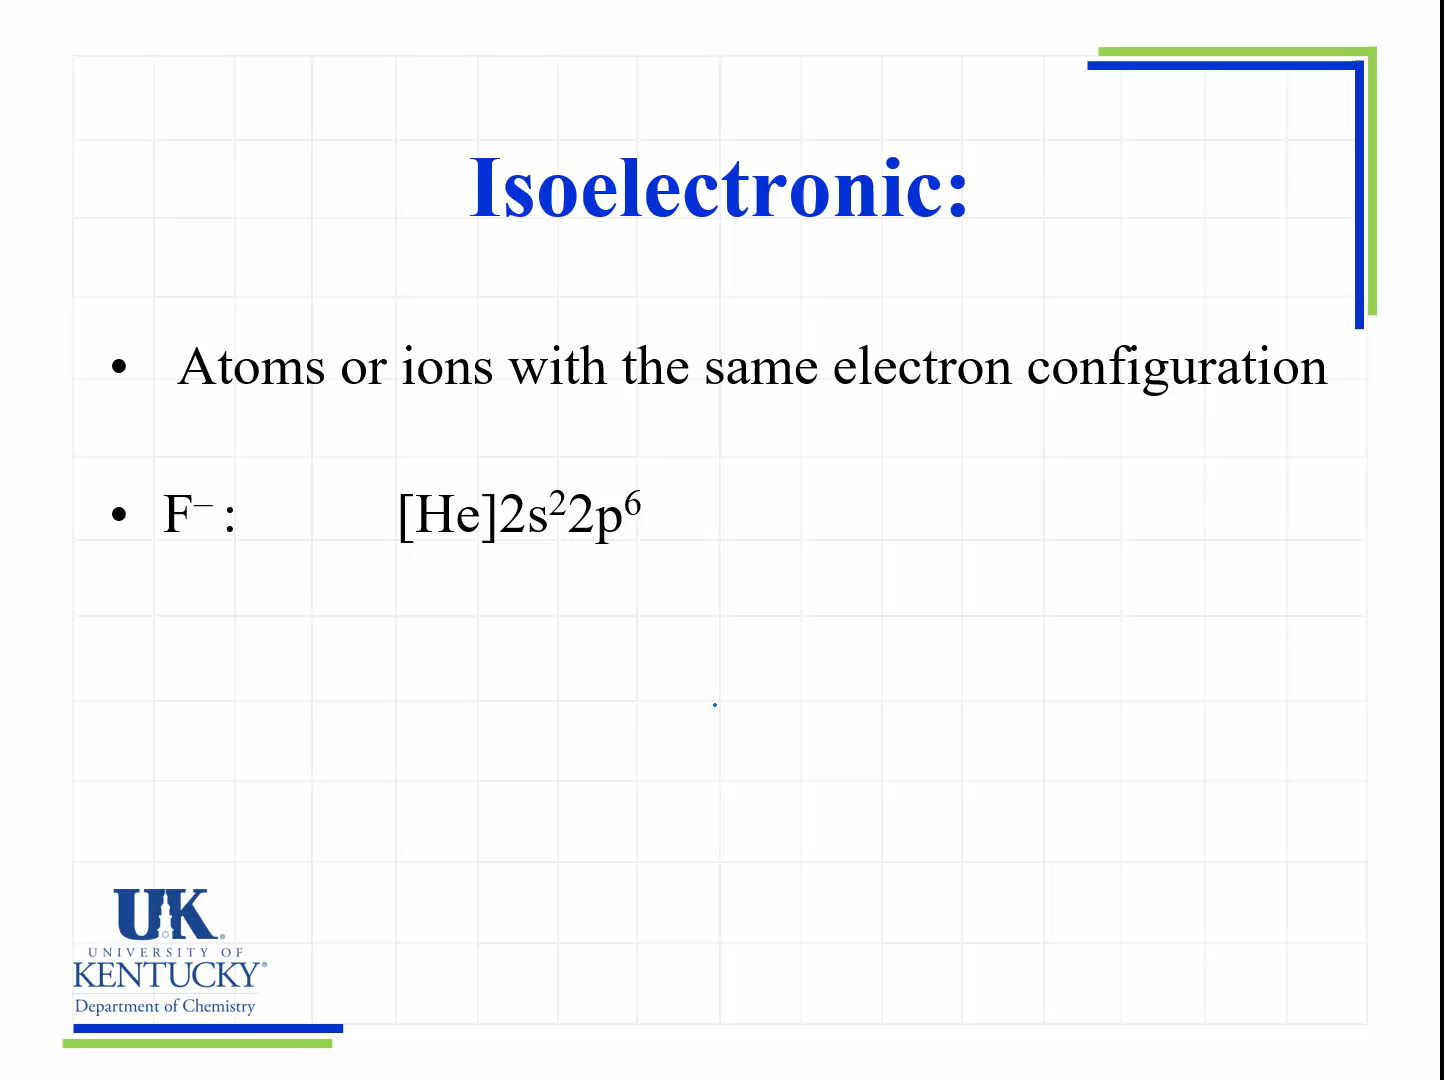 Isoelectronic:
• Atoms or ions with the same electron configuration
• F⁻ : [He]2s²2p⁶
UK
UNIVERSITY OF
KENTUCKY®
Department of Chemistry